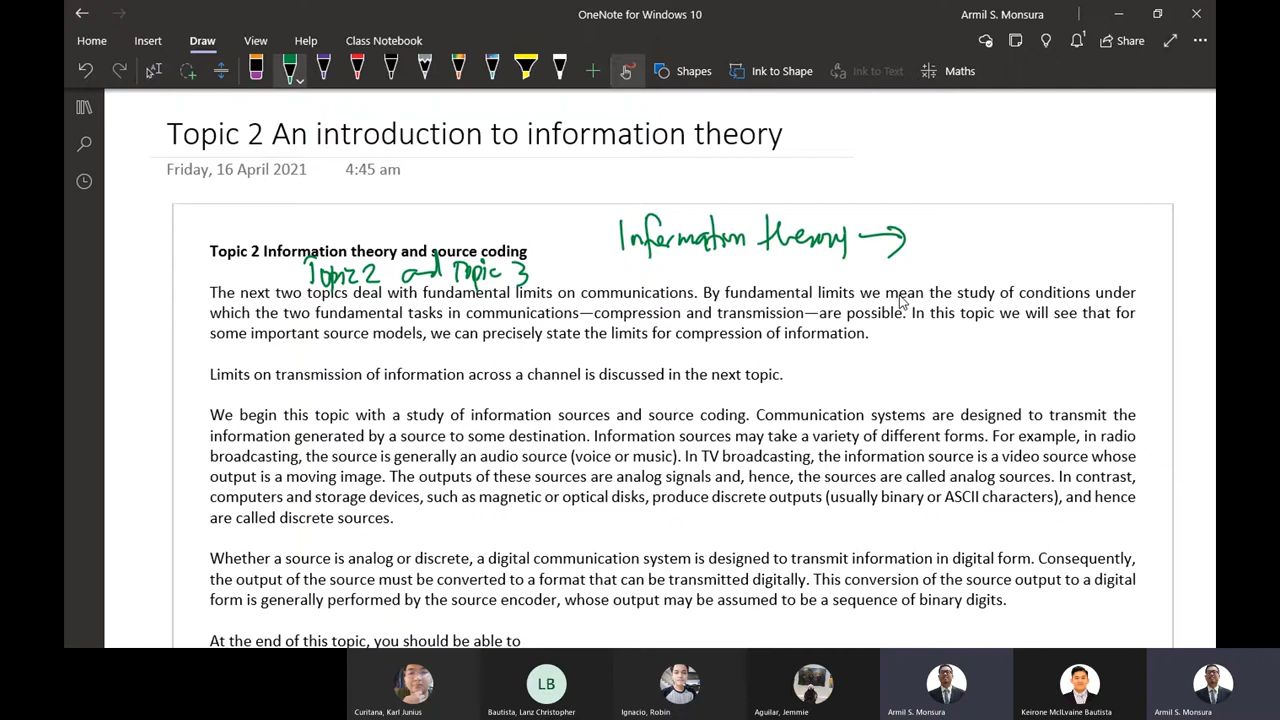 OneNote for Windows 10
Armil S. Monsura
Home Insert Draw View Help Class Notebook
Share
Shapes Ink to Shape Ink to Text Maths
Topic 2 An introduction to information theory
Friday, 16 April 2021 4:45 am
Information theory →
Topic 2 Information theory and source coding
Topic 2 and Topic 3
The next two topics deal with fundamental limits on communications. By fundamental limits we mean the study of conditions under
which the two fundamental tasks in communications—compression and transmission—are possible. In this topic we will see that for
some important source models, we can precisely state the limits for compression of information.
Limits on transmission of information across a channel is discussed in the next topic.
We begin this topic with a study of information sources and source coding. Communication systems are designed to transmit the
information generated by a source to some destination. Information sources may take a variety of different forms. For example, in radio
broadcasting, the source is generally an audio source (voice or music). In TV broadcasting, the information source is a video source whose
output is a moving image. The outputs of these sources are analog signals and, hence, the sources are called analog sources. In contrast,
computers and storage devices, such as magnetic or optical disks, produce discrete outputs (usually binary or ASCII characters), and hence
are called discrete sources.
Whether a source is analog or discrete, a digital communication system is designed to transmit information in digital form. Consequently,
the output of the source must be converted to a format that can be transmitted digitally. This conversion of the source output to a digital
form is generally performed by the source encoder, whose output may be assumed to be a sequence of binary digits.
At the end of this topic, you should be able to
LB
Curitana, Karl Junius
Bautista, Lanz Christopher
Ignacio, Robin
Aguilar, Jemmie
Armil S. Monsura
Keirone McIlvaine Bautista
Armil S. Monsura